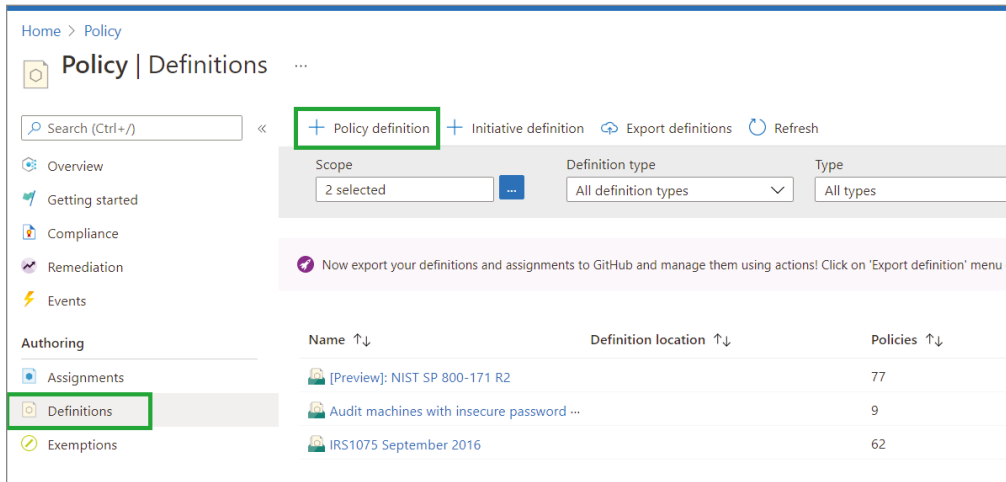 Home > Policy
Policy | Definitions ...
Search (Ctrl+/) «
Overview
Getting started
Compliance
Remediation
Events
Authoring
Assignments
Definitions
Exemptions
+ Policy definition + Initiative definition Export definitions Refresh
Scope Definition type Type
2 selected ... All definition types All types
Now export your definitions and assignments to GitHub and manage them using actions! Click on 'Export definition' menu
Name ↑↓ Definition location ↑↓ Policies ↑↓
[Preview]: NIST SP 800-171 R2 77
Audit machines with insecure password ··· 9
IRS1075 September 2016 62